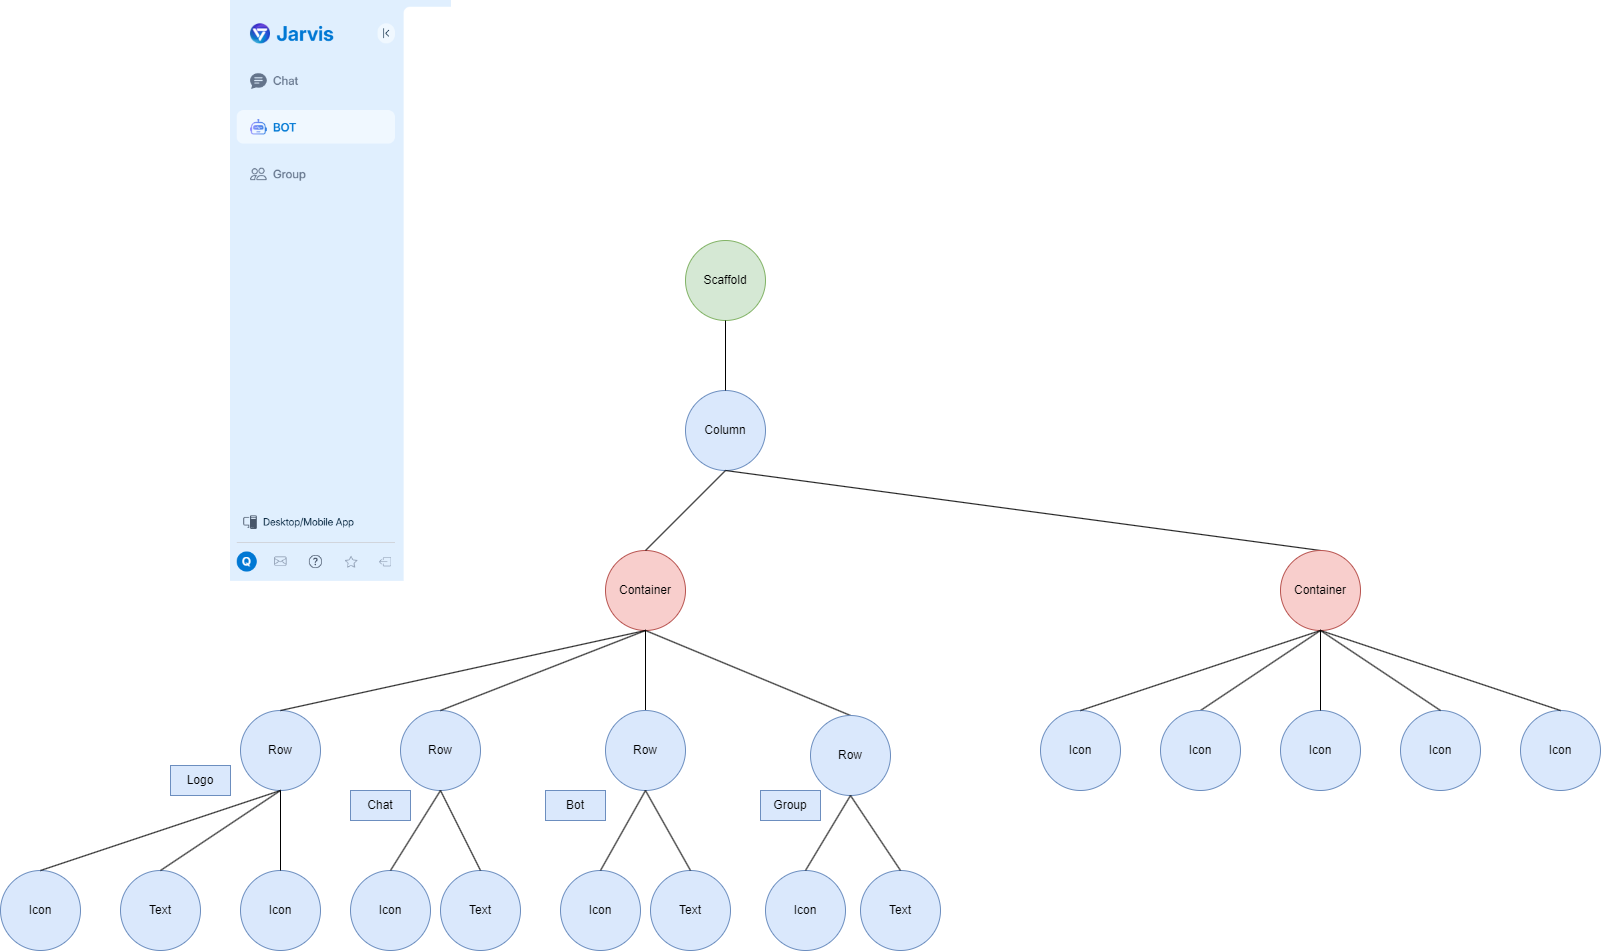 Jarvis
Chat
BOT
Group
Desktop/Mobile App
Q
?
Scaffold
Column
Container
Container
Row
Row
Row
Row
Icon
Icon
Icon
Icon
Icon
Logo
Chat
Bot
Group
Icon
Text
Icon
Icon
Text
Icon
Text
Icon
Text